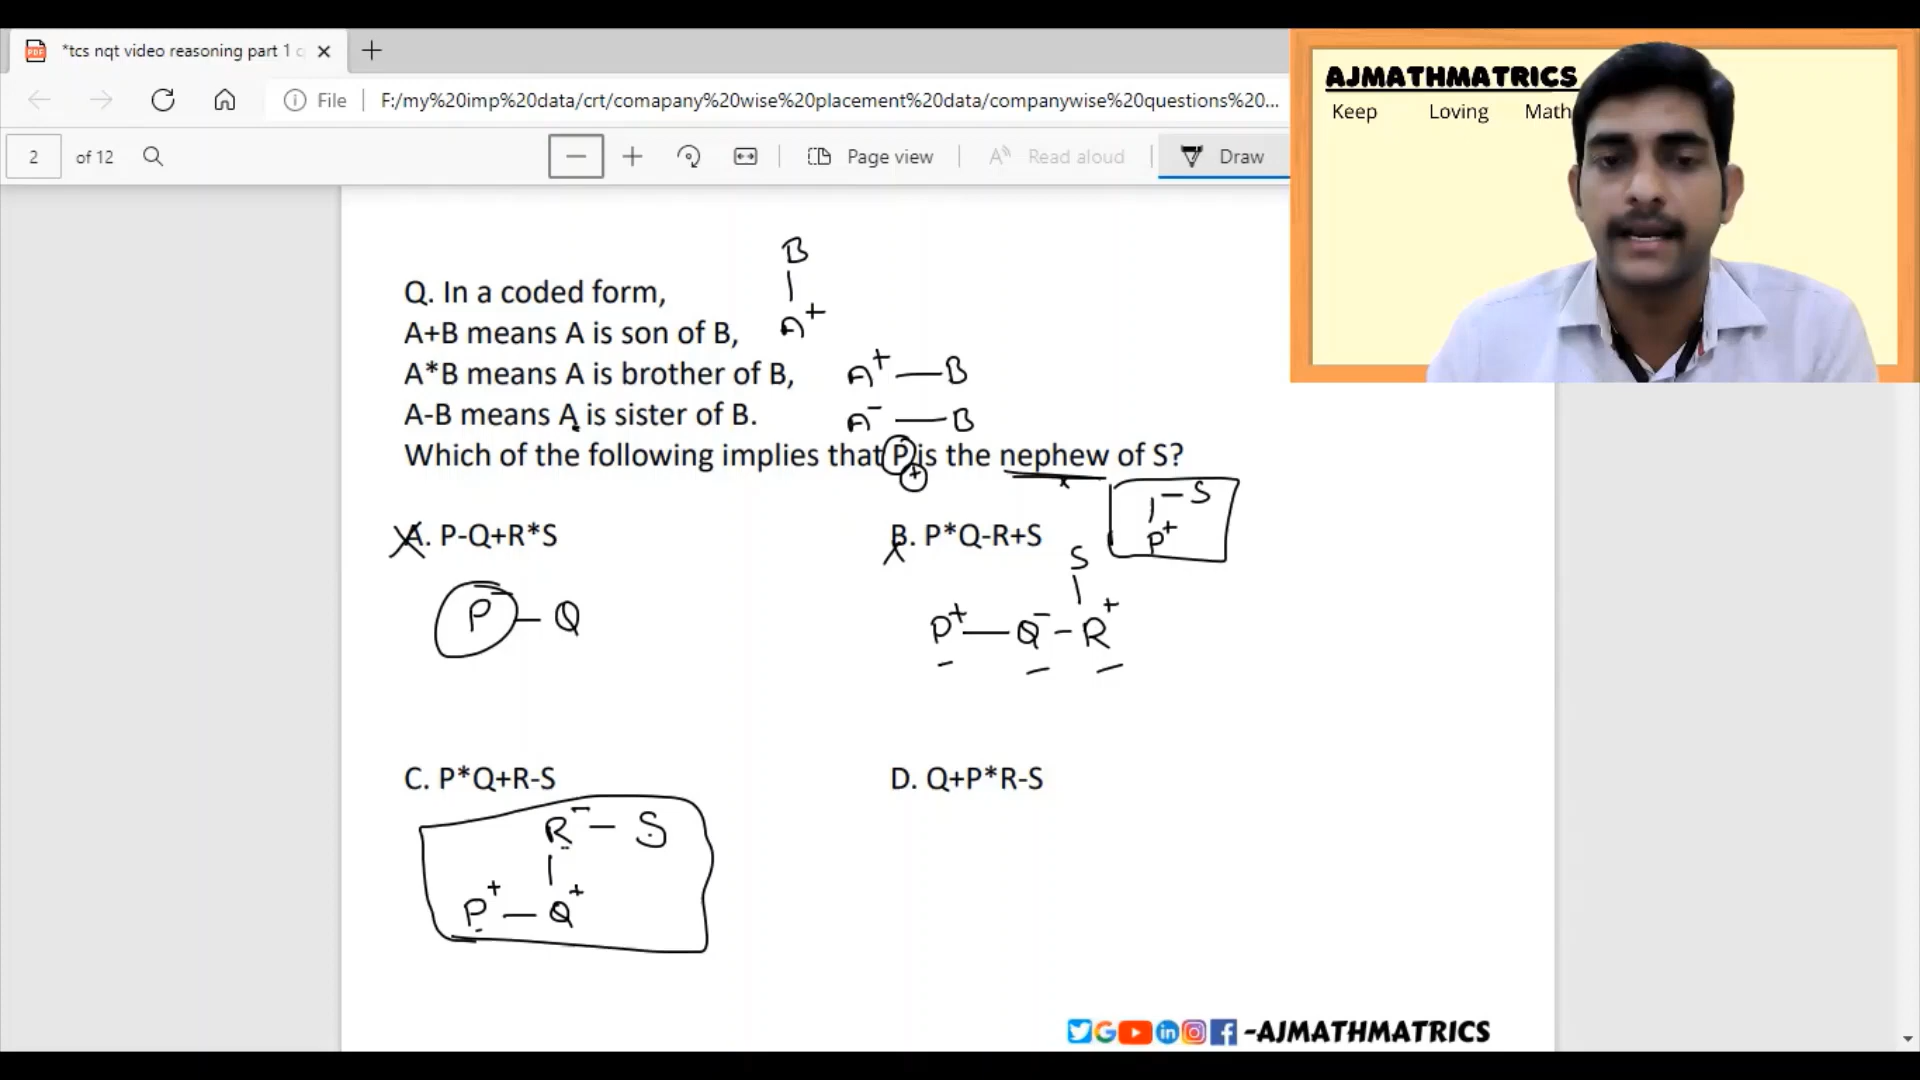 *tcs nqt video reasoning part 1 c
File F:/my%20imp%20data/crt/comapany%20wise%20placement%20data/companywise%20questions%20...
2 of 12 Page view Read aloud Draw
AJMATHMATRICS
Keep Loving Math
Q. In a coded form,
A+B means A is son of B,
A*B means A is brother of B,
A-B means A is sister of B.
Which of the following implies that P is the nephew of S?
B
A+
A+ — B
A- — B
+
— S
P+
A. P-Q+R*S
P- — Q
B. P*Q-R+S
S
P+ — Q- – R+
C. P*Q+R-S
R- — S
P+ — Q+
D. Q+P*R-S
-AJMATHMATRICS